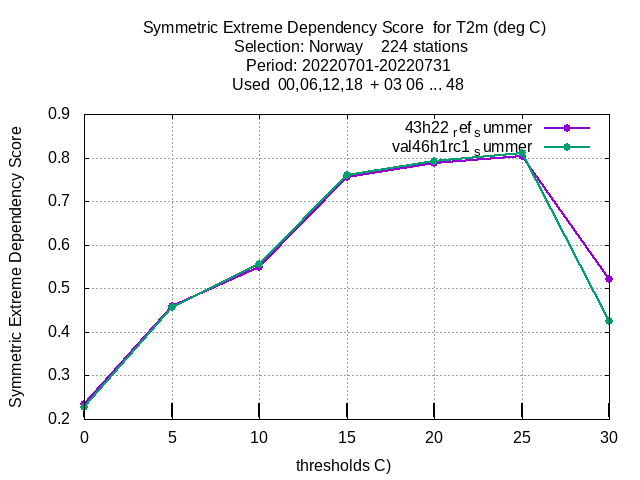 Symmetric Extreme Dependency Score  for T2m (deg C)
Selection: Norway    224 stations
Period: 20220701-20220731
Used  00,06,12,18  + 03 06 ... 48
Symmetric Extreme Dependency Score
0.9
0.8
0.7
0.6
0.5
0.4
0.3
0.2
43h22 ref summer
val46h1rc1 summer
0 5 10 15 20 25 30
thresholds C)